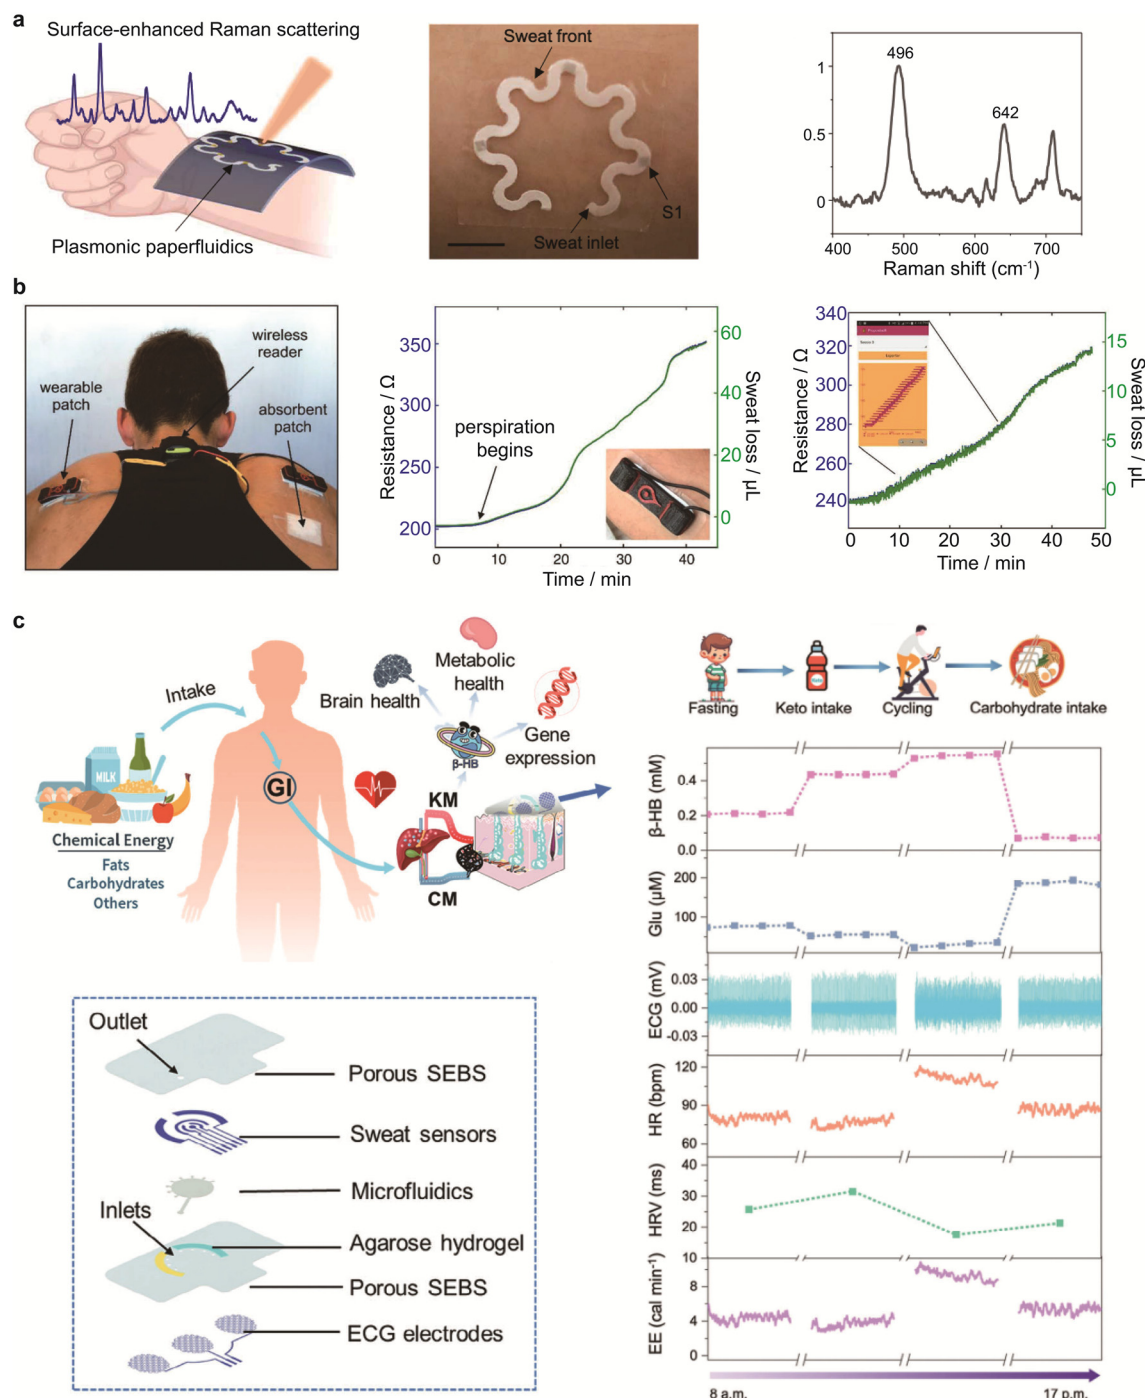 a
Surface-enhanced Raman scattering
Plasmonic paperfluidics
Sweat front
S1
Sweat inlet
496
642
1
0.5
0
400 500 600 700
Raman shift (cm⁻¹)
b
wireless
reader
wearable
patch
absorbent
patch
Resistance / Ω
350
300
250
200
perspiration
begins
60
40
20
0
Sweat loss / µL
0 10 20 30 40
Time / min
Resistance / Ω
340
320
300
280
260
240
15
10
5
0
Sweat loss / µL
0 10 20 30 40 50
Time / min
c
Intake
MILK
GI
Chemical Energy
Fats
Carbohydrates
Others
Brain health
Metabolic
health
Gene
expression
β-HB
KM
CM
Fasting
Keto intake
Cycling
Carbohydrate intake
β-HB (mM)
0.4
0.2
0.0
Glu (µM)
200
100
ECG (mV)
0.03
0.00
-0.03
HR (bpm)
120
90
60
HRV (ms)
40
30
20
10
EE (cal min⁻¹)
8
4
0
8 a.m.
17 p.m.
Outlet
Porous SEBS
Sweat sensors
Microfluidics
Inlets
Agarose hydrogel
Porous SEBS
ECG electrodes